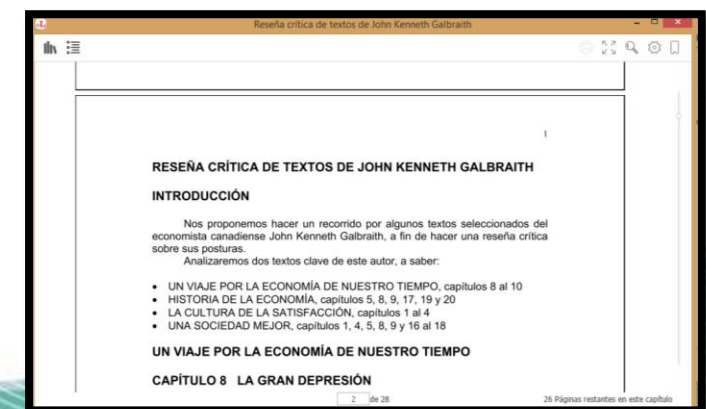 Reseña crítica de textos de John Kenneth Galbraith
I
RESEÑA CRÍTICA DE TEXTOS DE JOHN KENNETH GALBRAITH
INTRODUCCIÓN
Nos proponemos hacer un recorrido por algunos textos seleccionados del
economista canadiense John Kenneth Galbraith, a fin de hacer una reseña crítica
sobre sus posturas.
Analizaremos dos textos clave de este autor, a saber:
• UN VIAJE POR LA ECONOMÍA DE NUESTRO TIEMPO, capítulos 8 al 10
• HISTORIA DE LA ECONOMÍA, capítulos 5, 8, 9, 17, 19 y 20
• LA CULTURA DE LA SATISFACCIÓN, capítulos 1 al 4
• UNA SOCIEDAD MEJOR, capítulos 1, 4, 5, 8, 9 y 16 al 18
UN VIAJE POR LA ECONOMÍA DE NUESTRO TIEMPO
CAPÍTULO 8 LA GRAN DEPRESIÓN
2 de 28
26 Páginas restantes en este capítulo